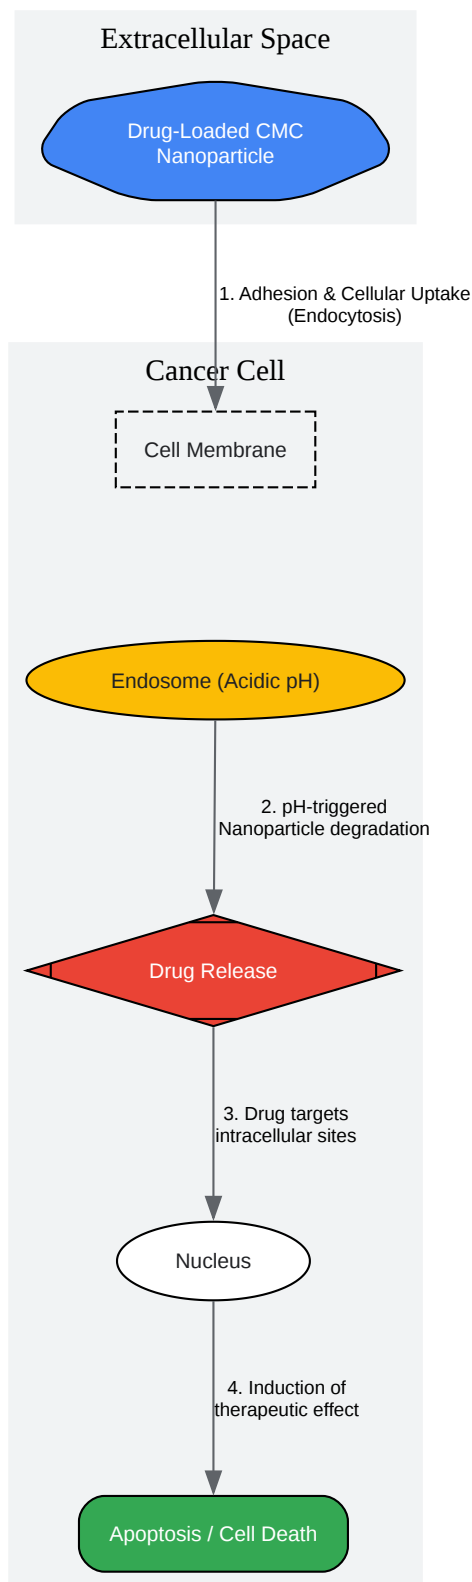 Extracellular Space
Drug-Loaded CMC
Nanoparticle
1. Adhesion & Cellular Uptake
(Endocytosis)
Cancer Cell
Cell Membrane
Endosome (Acidic pH)
2. pH-triggered
Nanoparticle degradation
Drug Release
3. Drug targets
intracellular sites
Nucleus
4. Induction of
therapeutic effect
Apoptosis / Cell Death